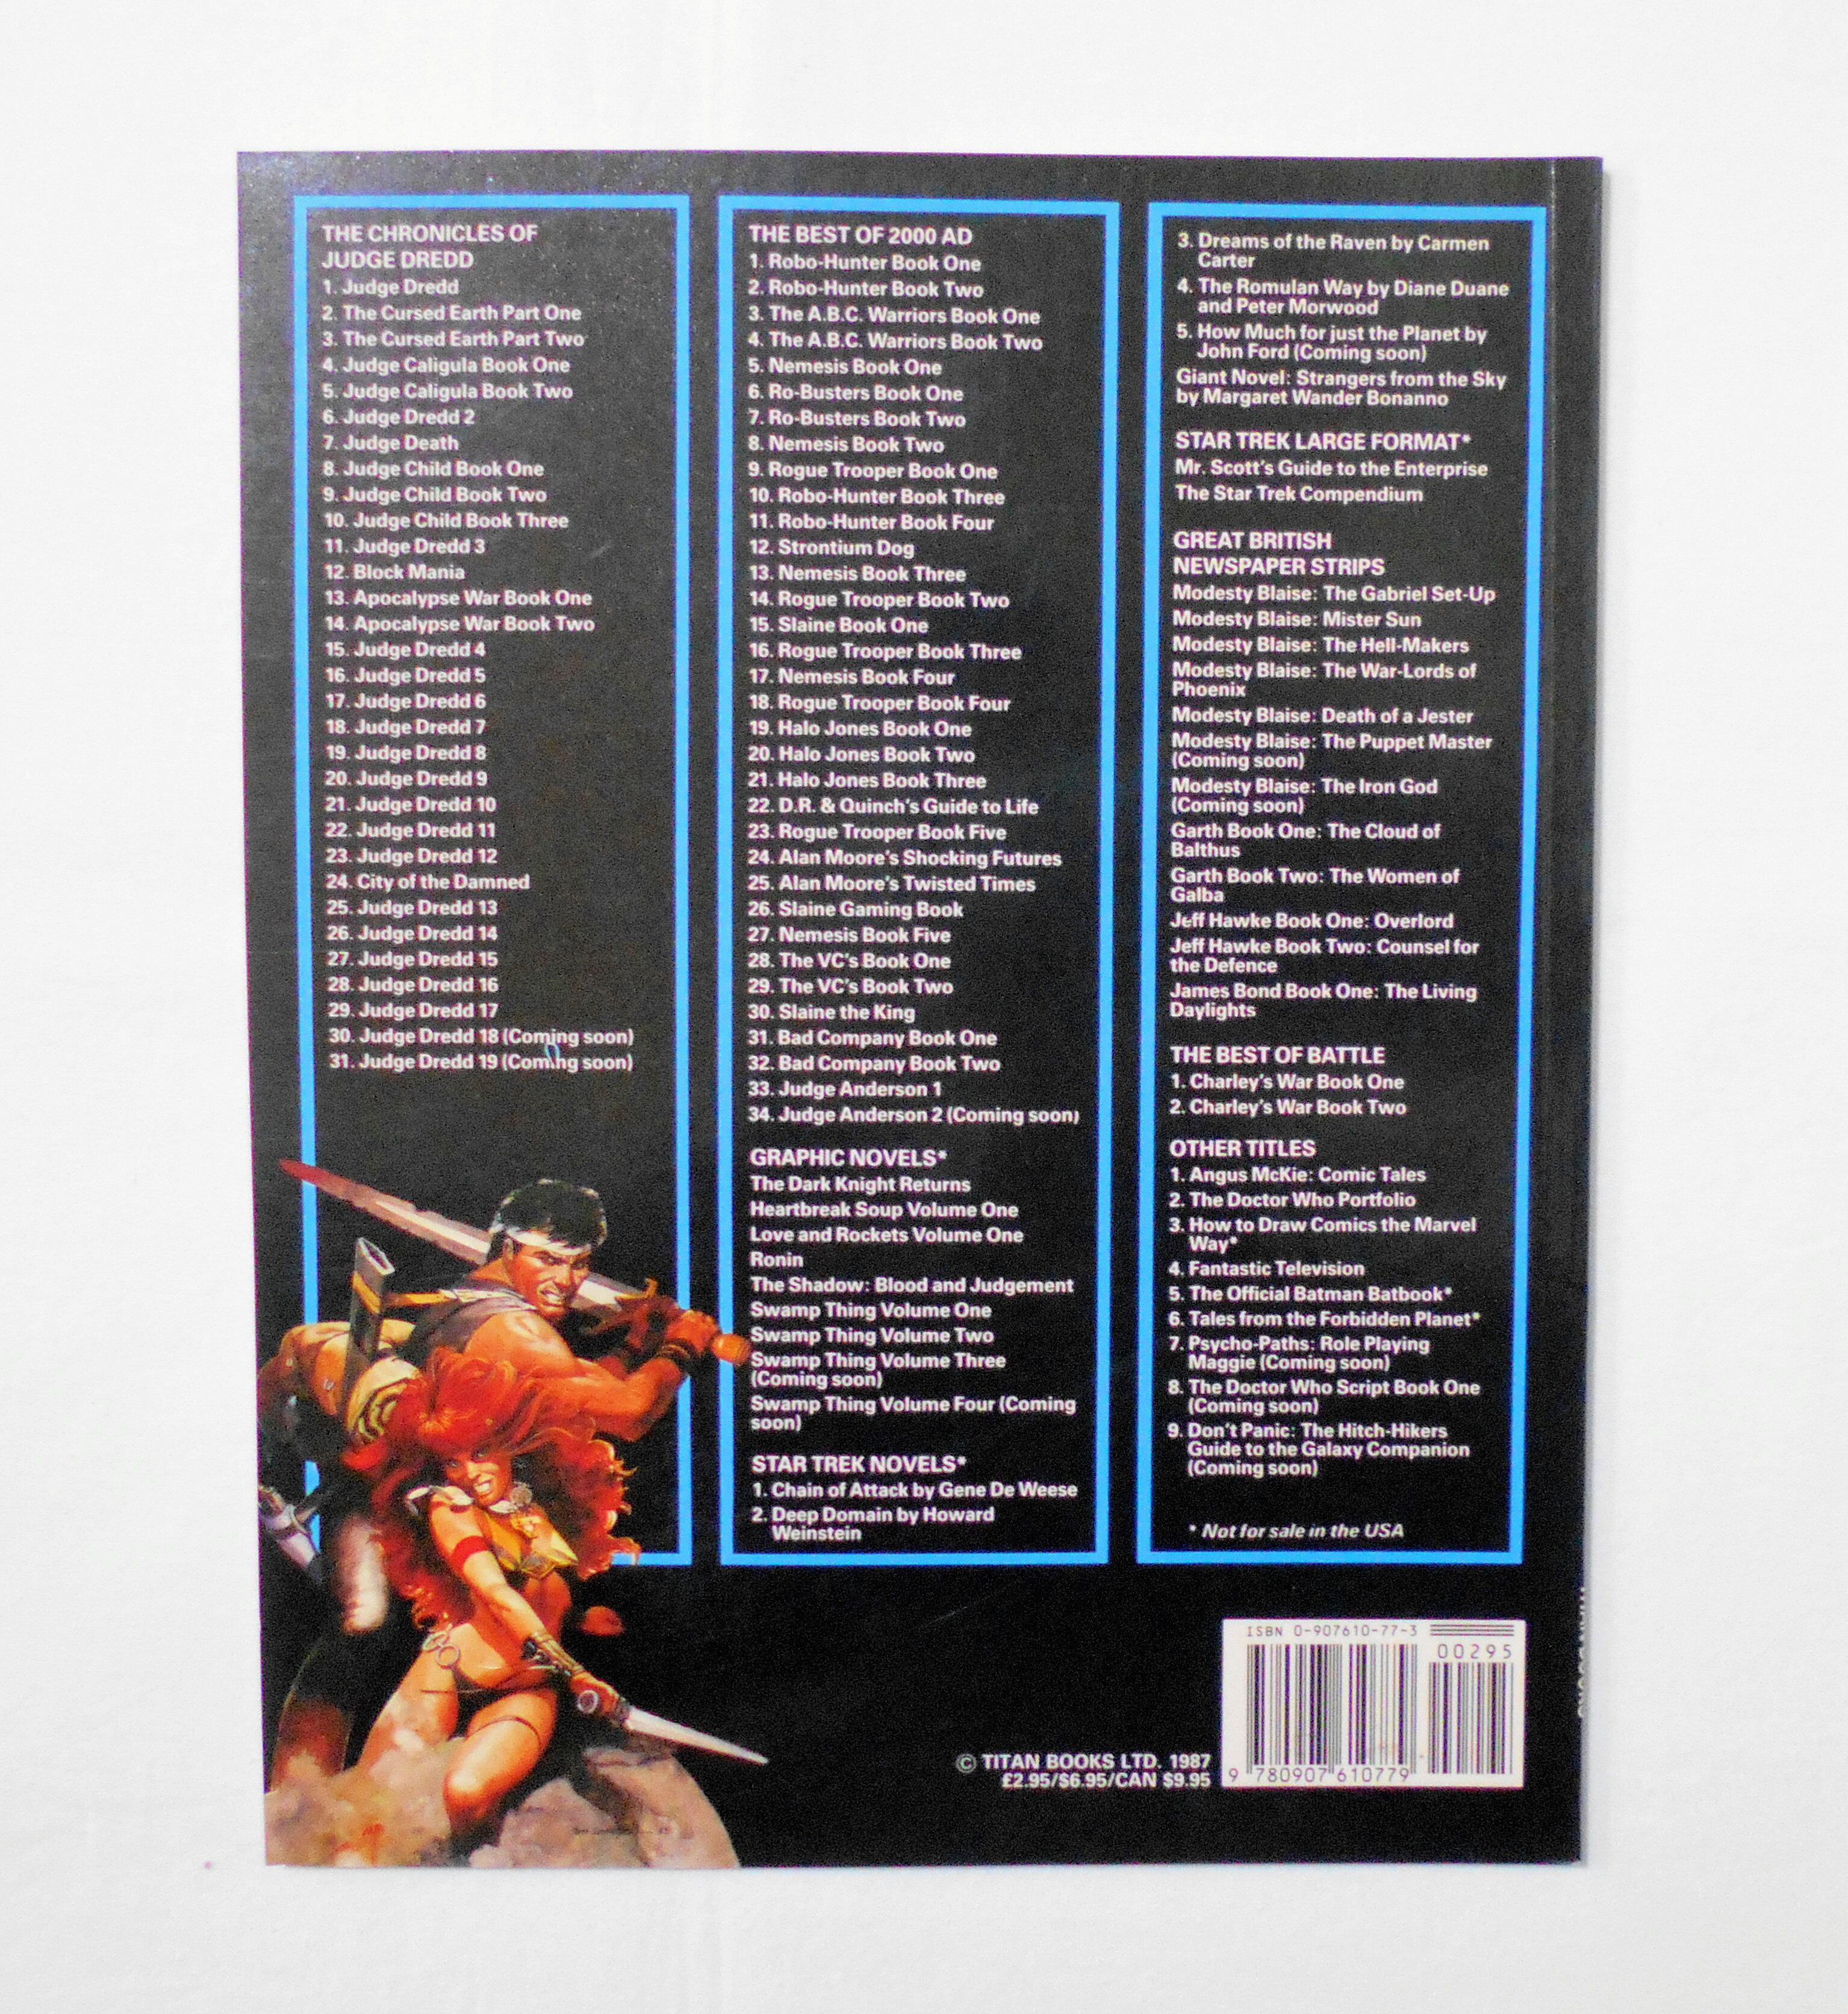 THE CHRONICLES OF
JUDGE DREDD
1. Judge Dredd
2. The Cursed Earth Part One
3. The Cursed Earth Part Two
4. Judge Caligula Book One
5. Judge Caligula Book Two
6. Judge Dredd 2
7. Judge Death
8. Judge Child Book One
9. Judge Child Book Two
10. Judge Child Book Three
11. Judge Dredd 3
12. Block Mania
13. Apocalypse War Book One
14. Apocalypse War Book Two
15. Judge Dredd 4
16. Judge Dredd 5
17. Judge Dredd 6
18. Judge Dredd 7
19. Judge Dredd 8
20. Judge Dredd 9
21. Judge Dredd 10
22. Judge Dredd 11
23. Judge Dredd 12
24. City of the Damned
25. Judge Dredd 13
26. Judge Dredd 14
27. Judge Dredd 15
28. Judge Dredd 16
29. Judge Dredd 17
30. Judge Dredd 18 (Coming soon)
31. Judge Dredd 19 (Coming soon)
THE BEST OF 2000 AD
1. Robo-Hunter Book One
2. Robo-Hunter Book Two
3. The A.B.C. Warriors Book One
4. The A.B.C. Warriors Book Two
5. Nemesis Book One
6. Ro-Busters Book One
7. Ro-Busters Book Two
8. Nemesis Book Two
9. Rogue Trooper Book One
10. Robo-Hunter Book Three
11. Robo-Hunter Book Four
12. Strontium Dog
13. Nemesis Book Three
14. Rogue Trooper Book Two
15. Slaine Book One
16. Rogue Trooper Book Three
17. Nemesis Book Four
18. Rogue Trooper Book Four
19. Halo Jones Book One
20. Halo Jones Book Two
21. Halo Jones Book Three
22. D.R. & Quinch's Guide to Life
23. Rogue Trooper Book Five
24. Alan Moore's Shocking Futures
25. Alan Moore's Twisted Times
26. Slaine Gaming Book
27. Nemesis Book Five
28. The VC's Book One
29. The VC's Book Two
30. Slaine the King
31. Bad Company Book One
32. Bad Company Book Two
33. Judge Anderson 1
34. Judge Anderson 2 (Coming soon)
GRAPHIC NOVELS*
The Dark Knight Returns
Heartbreak Soup Volume One
Love and Rockets Volume One
Ronin
The Shadow: Blood and Judgement
Swamp Thing Volume One
Swamp Thing Volume Two
Swamp Thing Volume Three
(Coming soon)
Swamp Thing Volume Four (Coming
soon)
STAR TREK NOVELS*
1. Chain of Attack by Gene De Weese
2. Deep Domain by Howard
Weinstein
3. Dreams of the Raven by Carmen
Carter
4. The Romulan Way by Diane Duane
and Peter Morwood
5. How Much for just the Planet by
John Ford (Coming soon)
Giant Novel: Strangers from the Sky
by Margaret Wander Bonanno
STAR TREK LARGE FORMAT*
Mr. Scott's Guide to the Enterprise
The Star Trek Compendium
GREAT BRITISH
NEWSPAPER STRIPS
Modesty Blaise: The Gabriel Set-Up
Modesty Blaise: Mister Sun
Modesty Blaise: The Hell-Makers
Modesty Blaise: The War-Lords of
Phoenix
Modesty Blaise: Death of a Jester
Modesty Blaise: The Puppet Master
(Coming soon)
Modesty Blaise: The Iron God
(Coming soon)
Garth Book One: The Cloud of
Balthus
Garth Book Two: The Women of
Galba
Jeff Hawke Book One: Overlord
Jeff Hawke Book Two: Counsel for
the Defence
James Bond Book One: The Living
Daylights
THE BEST OF BATTLE
1. Charley's War Book One
2. Charley's War Book Two
OTHER TITLES
1. Angus McKie: Comic Tales
2. The Doctor Who Portfolio
3. How to Draw Comics the Marvel
Way*
4. Fantastic Television
5. The Official Batman Batbook*
6. Tales from the Forbidden Planet*
7. Psycho-Paths: Role Playing
Maggie (Coming soon)
8. The Doctor Who Script Book One
(Coming soon)
9. Don't Panic: The Hitch-Hikers
Guide to the Galaxy Companion
(Coming soon)
* Not for sale in the USA
ISBN 0-907610-77-3
00295
9 780907 610779
© TITAN BOOKS LTD. 1987
£2.95/$6.95/CAN $9.95